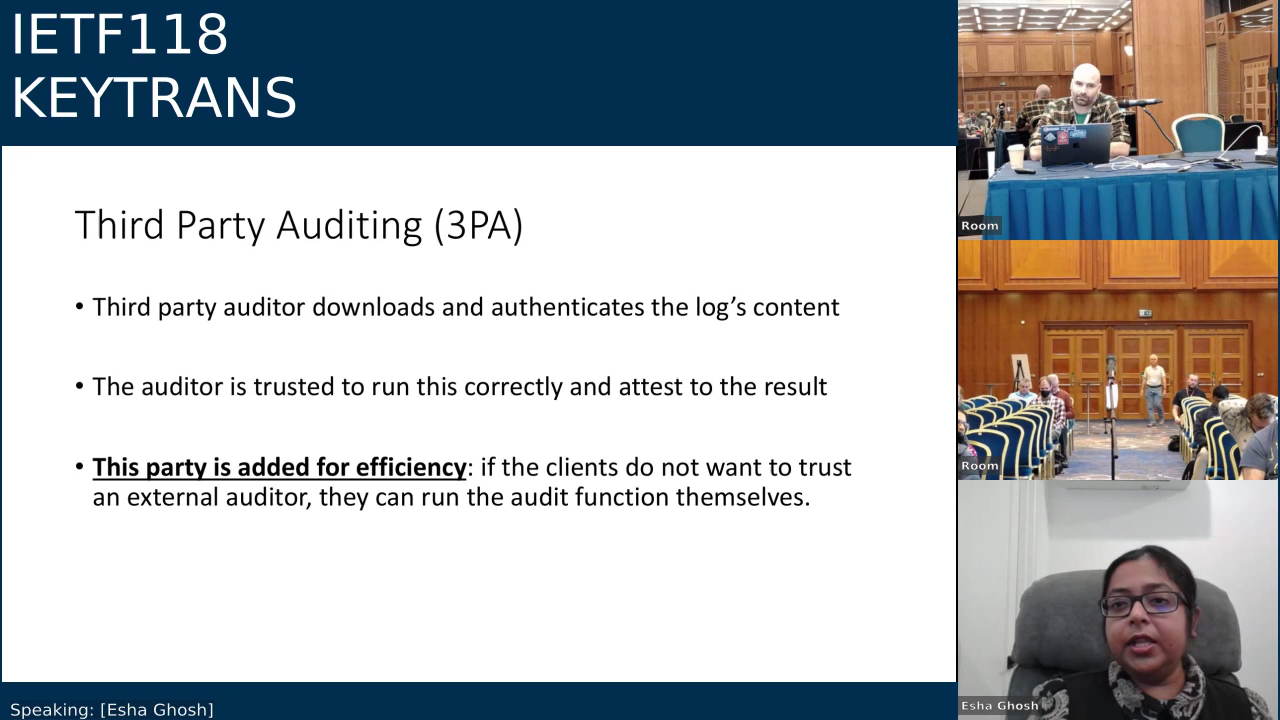 IETF118
KEYTRANS
Third Party Auditing (3PA)
• Third party auditor downloads and authenticates the log’s content
• The auditor is trusted to run this correctly and attest to the result
• This party is added for efficiency: if the clients do not want to trust
an external auditor, they can run the audit function themselves.
Speaking: [Esha Ghosh]
Room
Room
Esha Ghosh